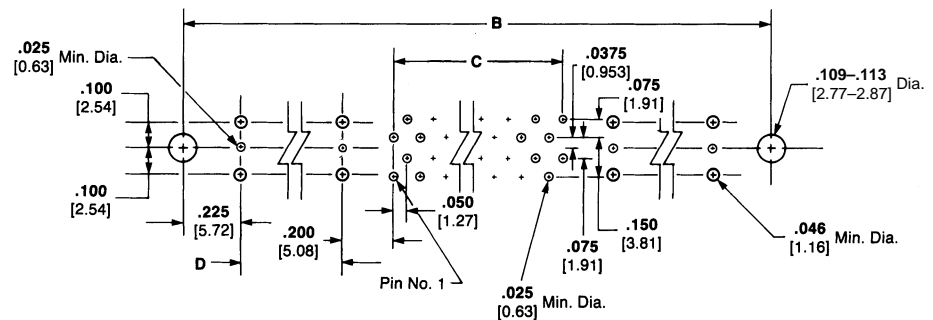 B
.025
[0.63] Min. Dia.
C
.0375
[0.953]
.075
[1.91]
.109–.113
[2.77–2.87] Dia.
.100
[2.54]
.100
[2.54]
.225
[5.72]
.200
[5.08]
.050
[1.27]
.075
[1.91]
.150
[3.81]
.046
[1.16] Min. Dia.
D
Pin No. 1
.025
[0.63] Min. Dia.